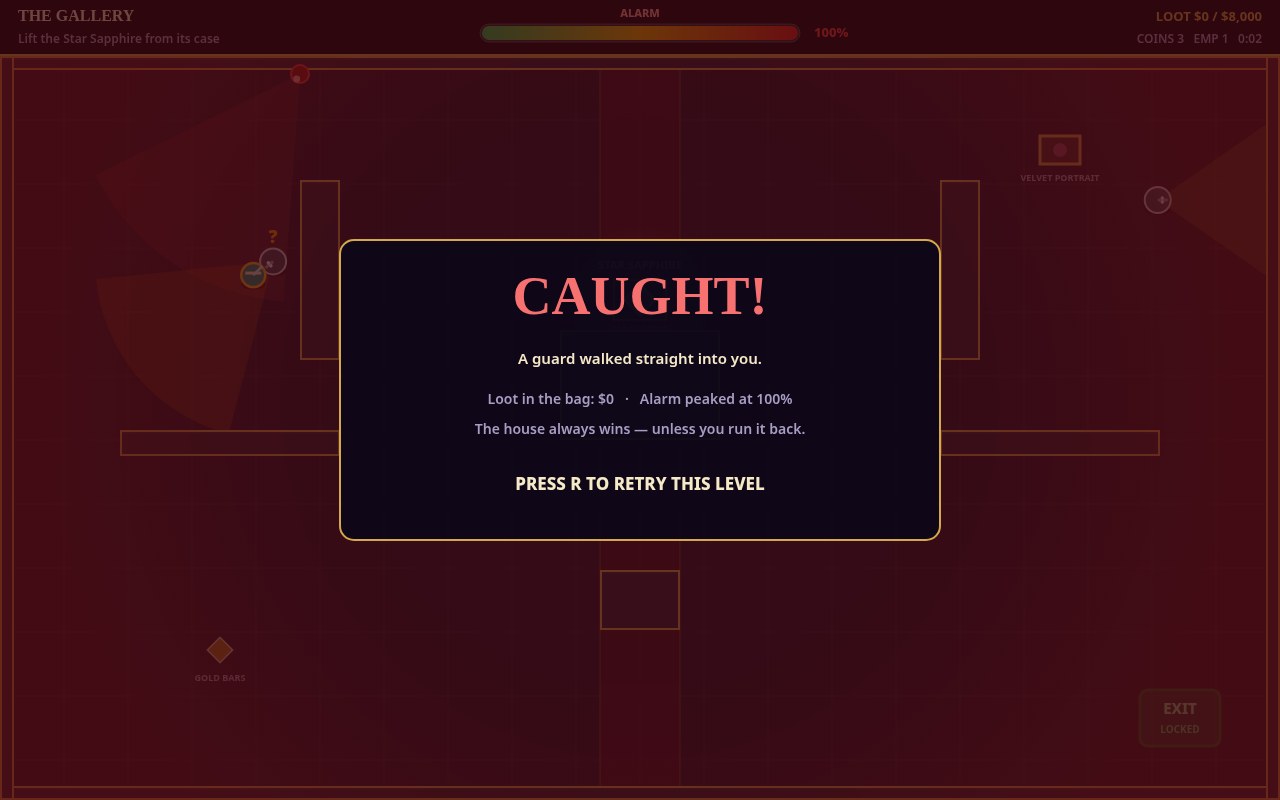 THE GALLERY
Lift the Star Sapphire from its case
ALARM
100%
LOOT $0 / $8,000
COINS 3 EMP 1 0:02
VELVET PORTRAIT
?
CAUGHT!
A guard walked straight into you.
Loot in the bag: $0 · Alarm peaked at 100%
The house always wins — unless you run it back.
PRESS R TO RETRY THIS LEVEL
GOLD BARS
EXIT
LOCKED